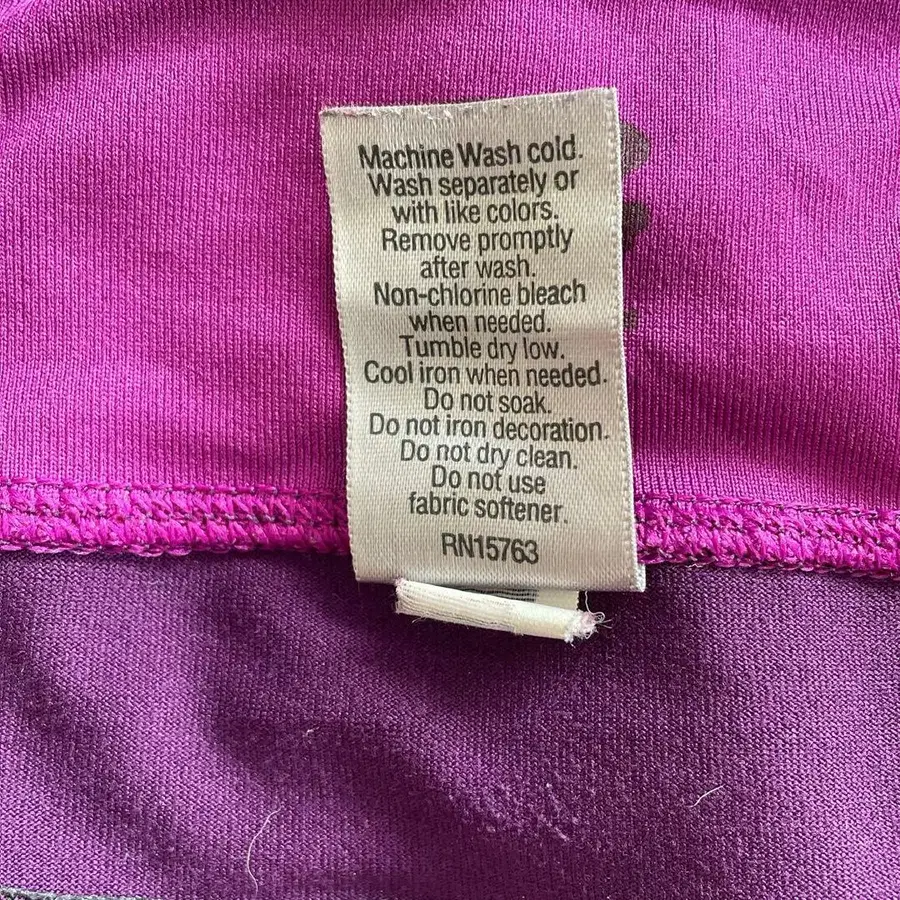 Machine Wash cold.
Wash separately or
with like colors.
Remove promptly
after wash.
Non-chlorine bleach
when needed.
Tumble dry low.
Cool iron when needed.
Do not soak.
Do not iron decoration.
Do not dry clean.
Do not use
fabric softener.
RN15763